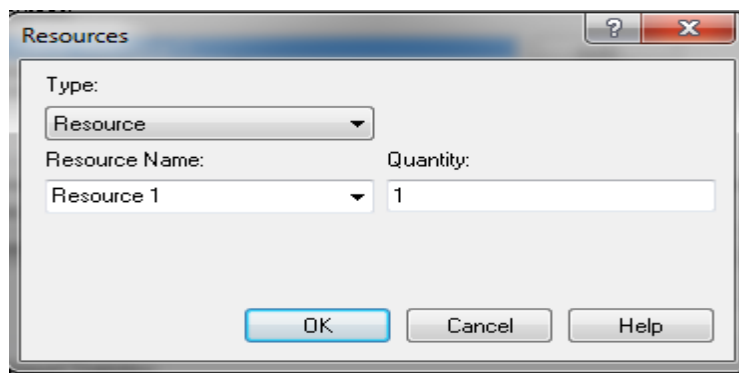 Resources
Type:
Resource
Resource Name: Quantity:
Resource 1 1
OK Cancel Help